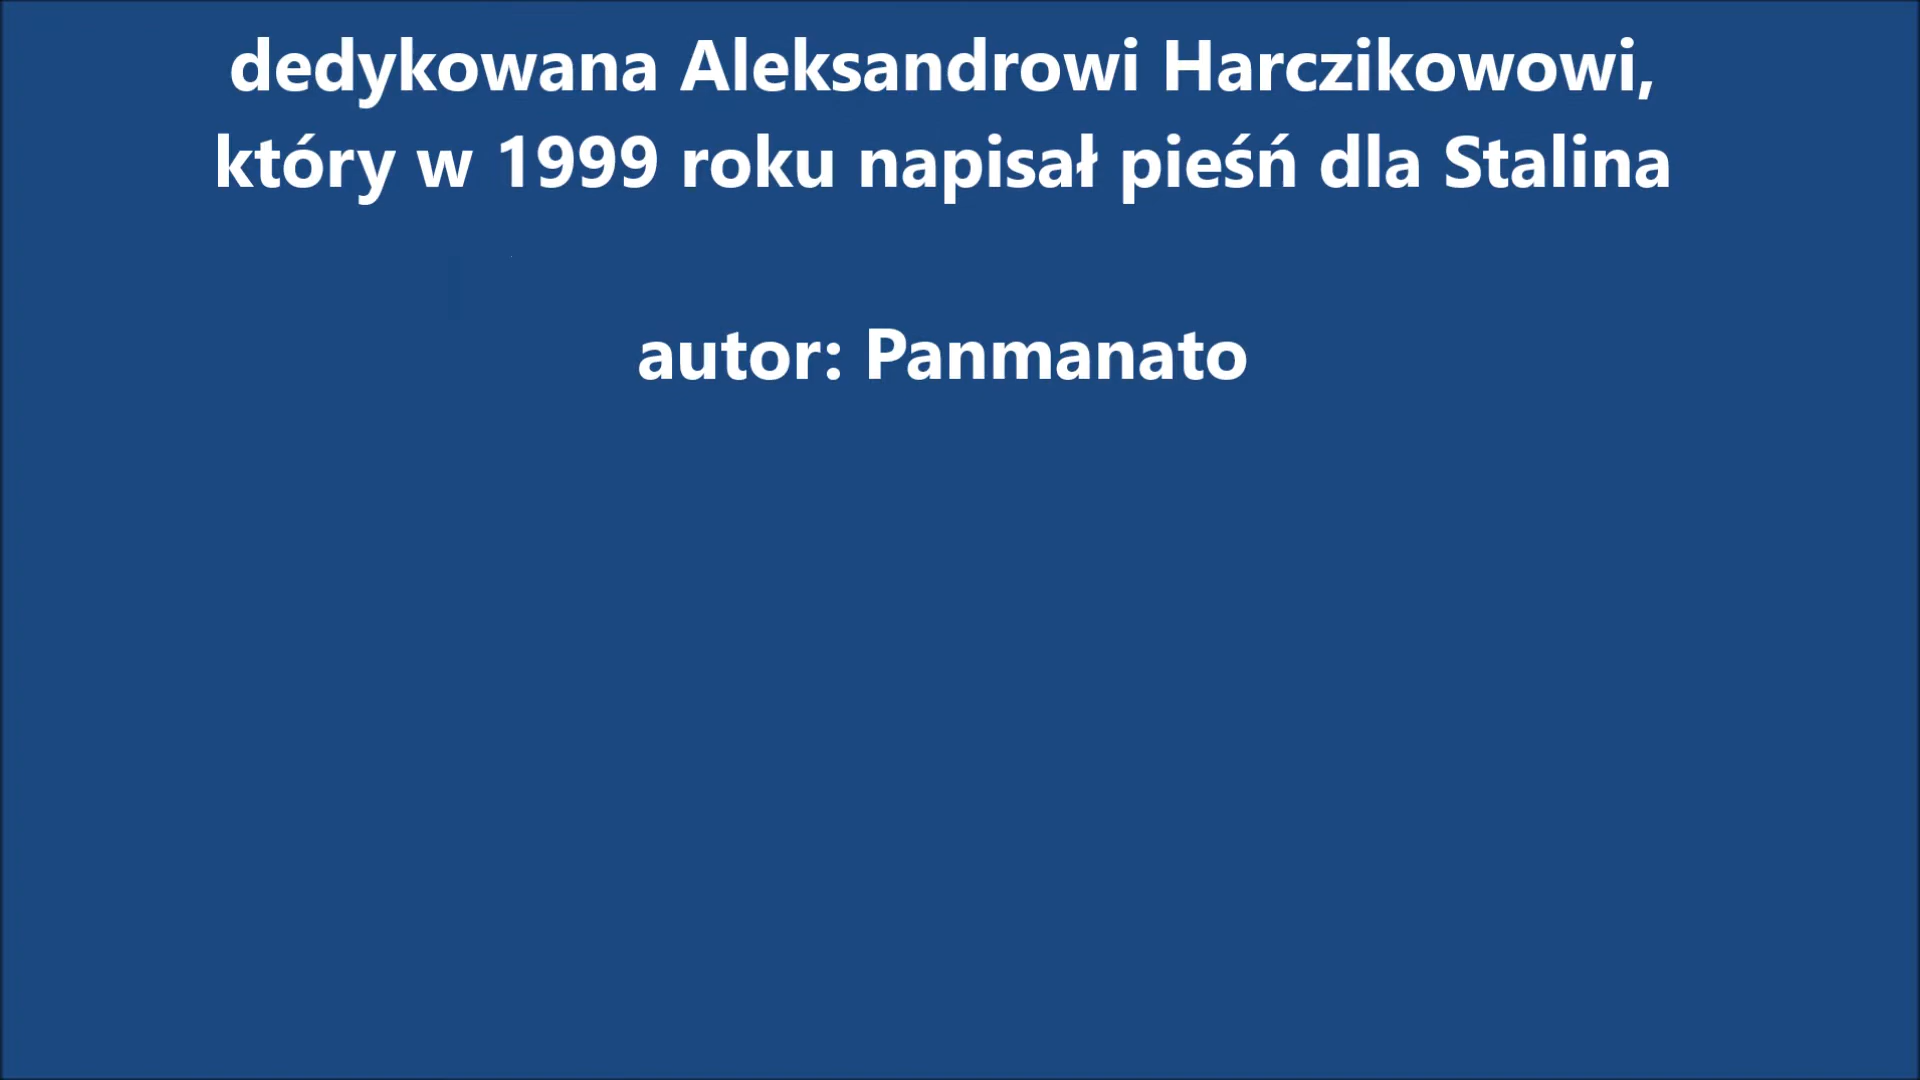 dedykowana Aleksandrowi Harczikowowi,
który w 1999 roku napisał pieśń dla Stalina
autor: Panmanato